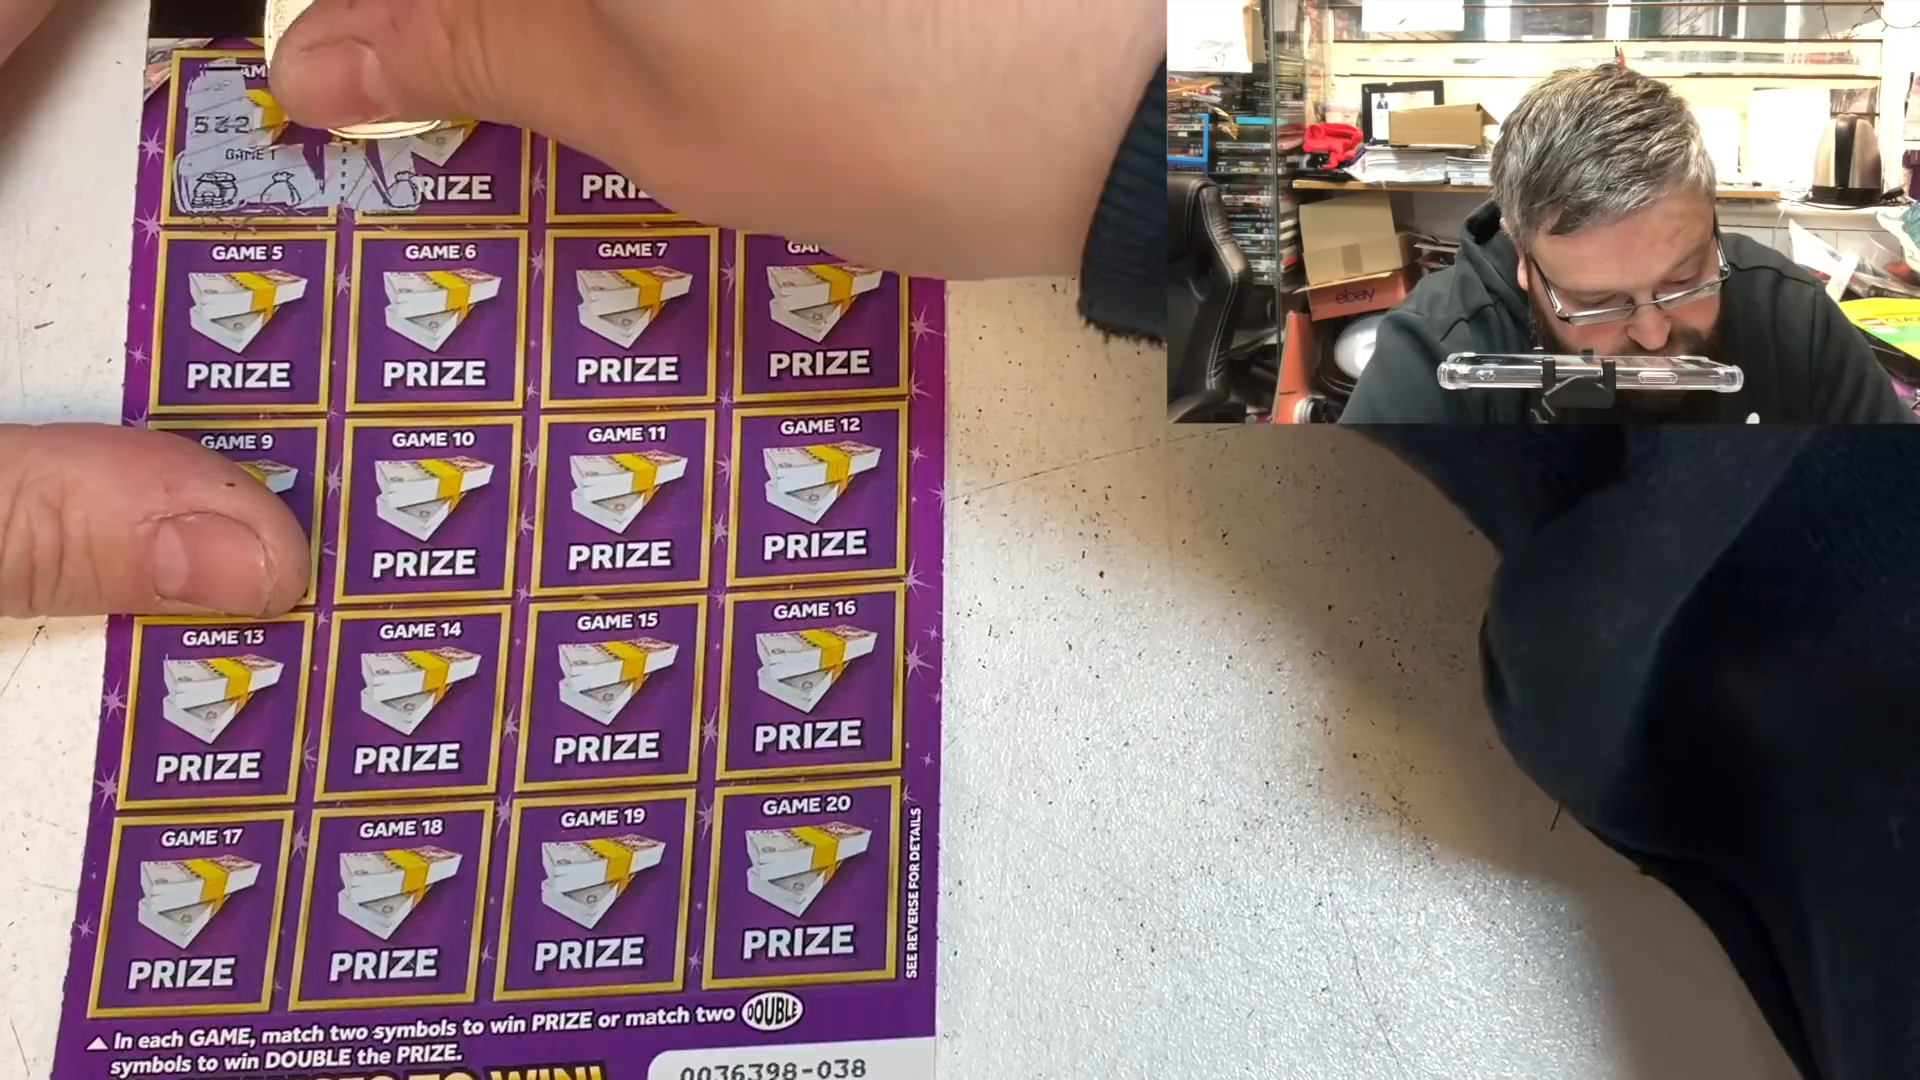 532
GAME 1
PRIZE
GAME 5
GAME 6
GAME 7
PRIZE
PRIZE
PRIZE
PRIZE
GAME 9
GAME 10
GAME 11
GAME 12
PRIZE
PRIZE
PRIZE
GAME 13
GAME 14
GAME 15
GAME 16
PRIZE
PRIZE
PRIZE
PRIZE
GAME 17
GAME 18
GAME 19
GAME 20
PRIZE
PRIZE
PRIZE
PRIZE
SEE REVERSE FOR DETAILS
In each GAME, match two symbols to win PRIZE or match two DOUBLE
symbols to win DOUBLE the PRIZE.
TO WIN!
0036398-038
ebay